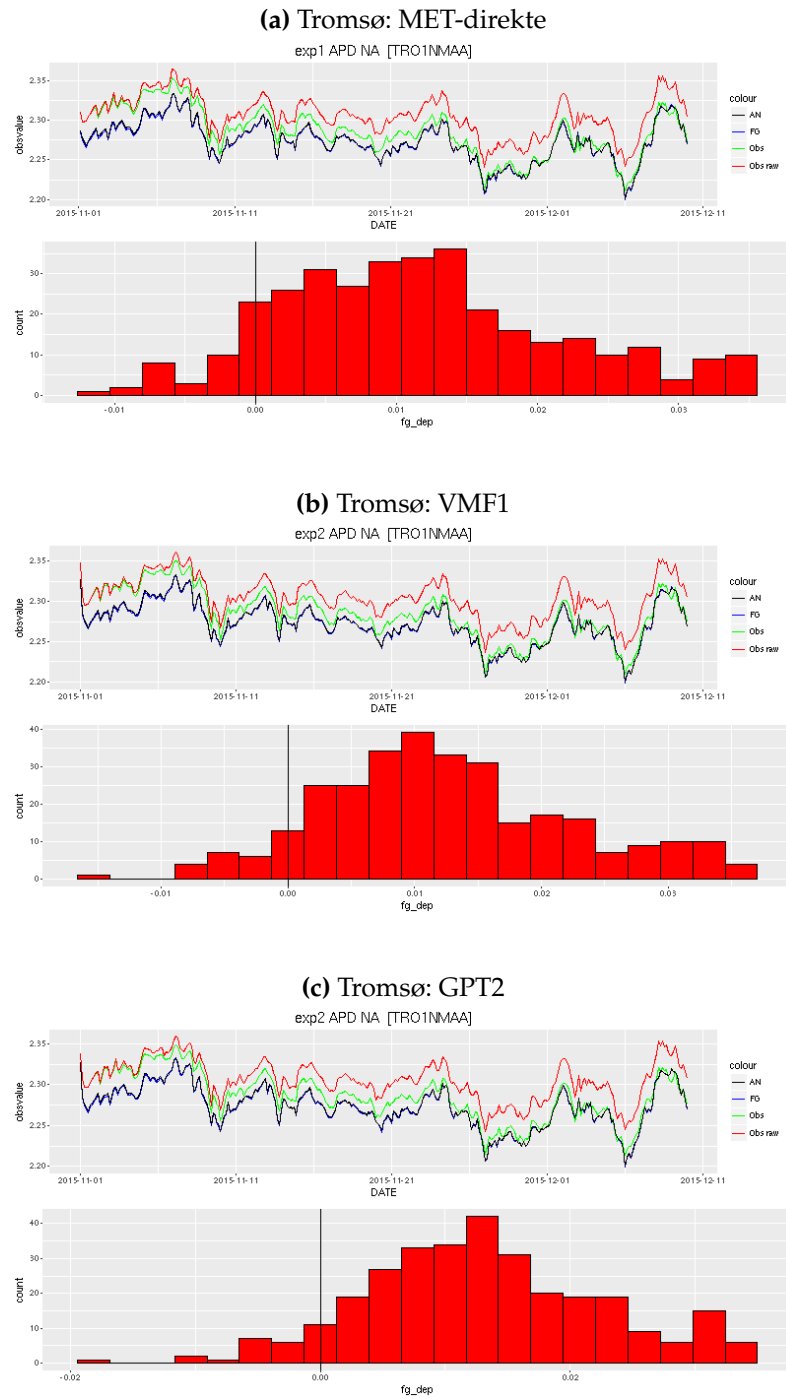 (a) Tromsø: MET-direkte
exp1 APD NA [TRO1NMAA]
2.35
2.30
2.25
2.20
obsvalue
2015-11-01 2015-11-11 2015-11-21 2015-12-01 2015-12-11
DATE
colour
AN
FG
Obs
Obs raw
30
20
10
0
count
-0.01 0.00 0.01 0.02 0.03
fg_dep
(b) Tromsø: VMF1
exp2 APD NA [TRO1NMAA]
2.35
2.30
2.25
2.20
obsvalue
2015-11-01 2015-11-11 2015-11-21 2015-12-01 2015-12-11
DATE
colour
AN
FG
Obs
Obs raw
40
30
20
10
0
count
-0.01 0.00 0.01 0.02 0.03
fg_dep
(c) Tromsø: GPT2
exp2 APD NA [TRO1NMAA]
2.35
2.30
2.25
2.20
obsvalue
2015-11-01 2015-11-11 2015-11-21 2015-12-01 2015-12-11
DATE
colour
AN
FG
Obs
Obs raw
40
30
20
10
0
count
-0.02 0.00 0.02
fg_dep